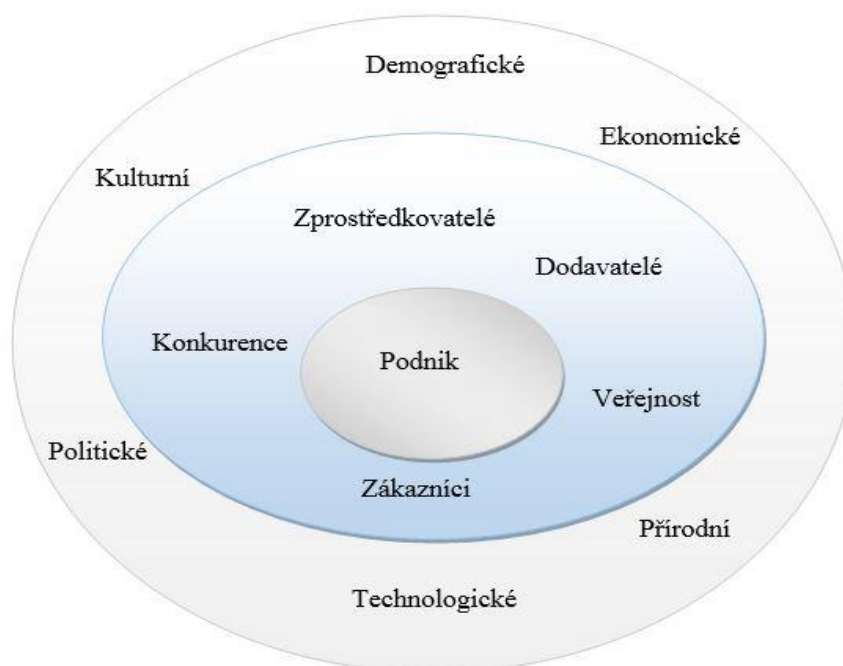 Demografické
Ekonomické
Kulturní
Zprostředkovatelé
Dodavatelé
Konkurence
Podnik
Veřejnost
Politické
Zákazníci
Přírodní
Technologické